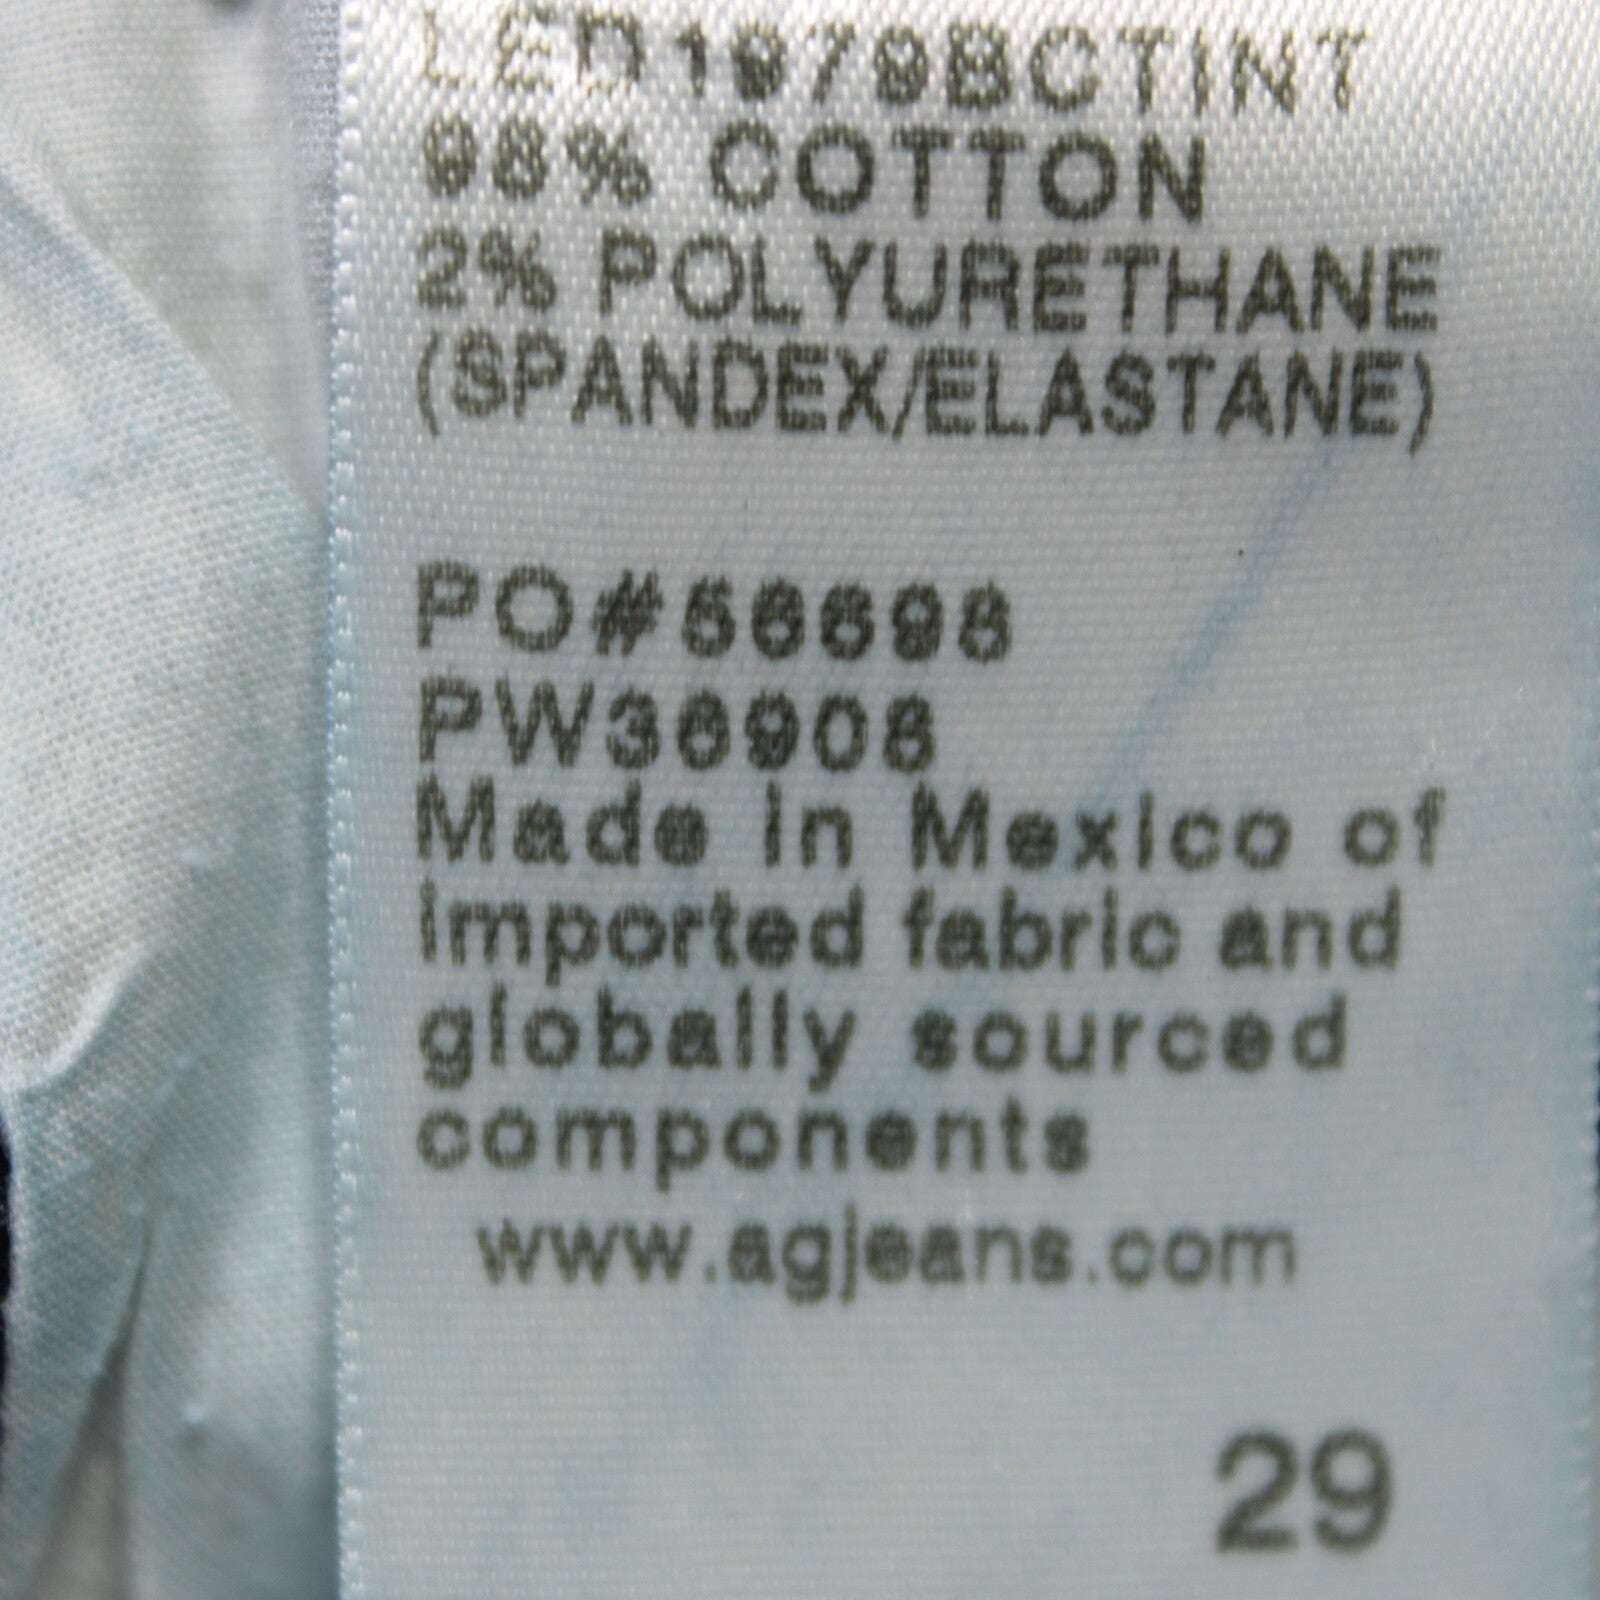 LED1979BCTINT
98% COTTON
2% POLYURETHANE
(SPANDEX/ELASTANE)
PO#56698
PW36908
Made in Mexico of
imported fabric and
globally sourced
components
www.agjeans.com
29